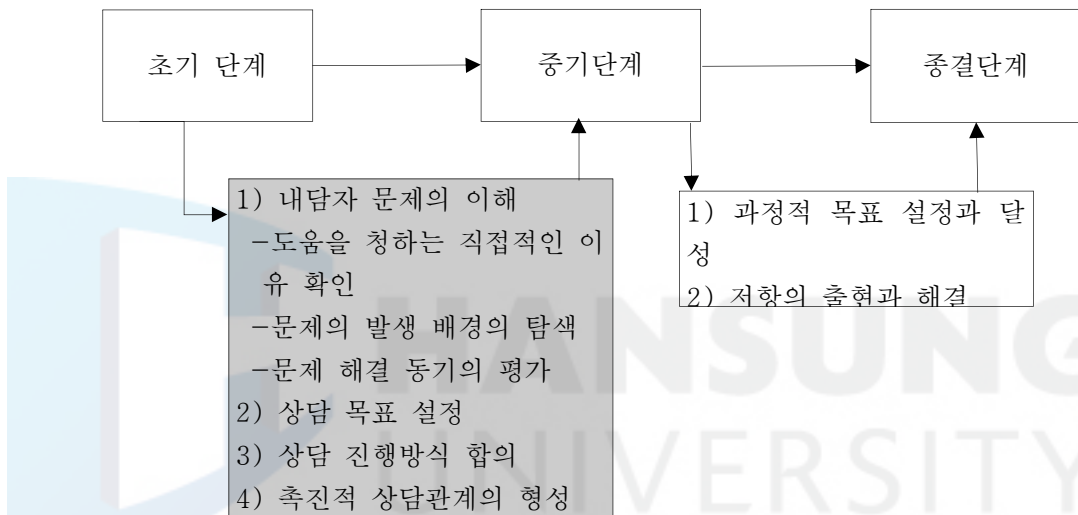 초기 단계
중기단계
종결단계
1) 내담자 문제의 이해
-도움을 청하는 직접적인 이
유 확인
-문제의 발생 배경의 탐색
-문제 해결 동기의 평가
2) 상담 목표 설정
3) 상담 진행방식 합의
4) 촉진적 상담관계의 형성
1) 과정적 목표 설정과 달
성
2) 저항의 출현과 해결
HANSUNG
UNIVERSITY